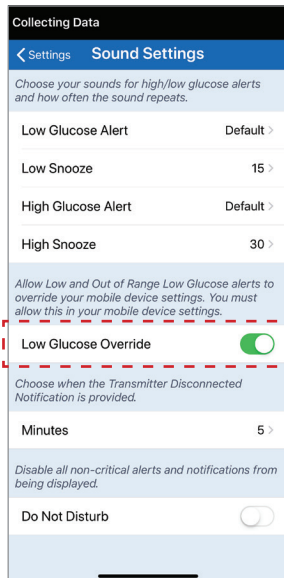 Collecting Data
Settings Sound Settings
Choose your sounds for high/low glucose alerts
and how often the sound repeats.
Low Glucose Alert Default
Low Snooze 15
High Glucose Alert Default
High Snooze 30
Allow Low and Out of Range Low Glucose alerts to
override your mobile device settings. You must
allow this in your mobile device settings.
Low Glucose Override
Choose when the Transmitter Disconnected
Notification is provided.
Minutes 5
Disable all non-critical alerts and notifications from
being displayed.
Do Not Disturb